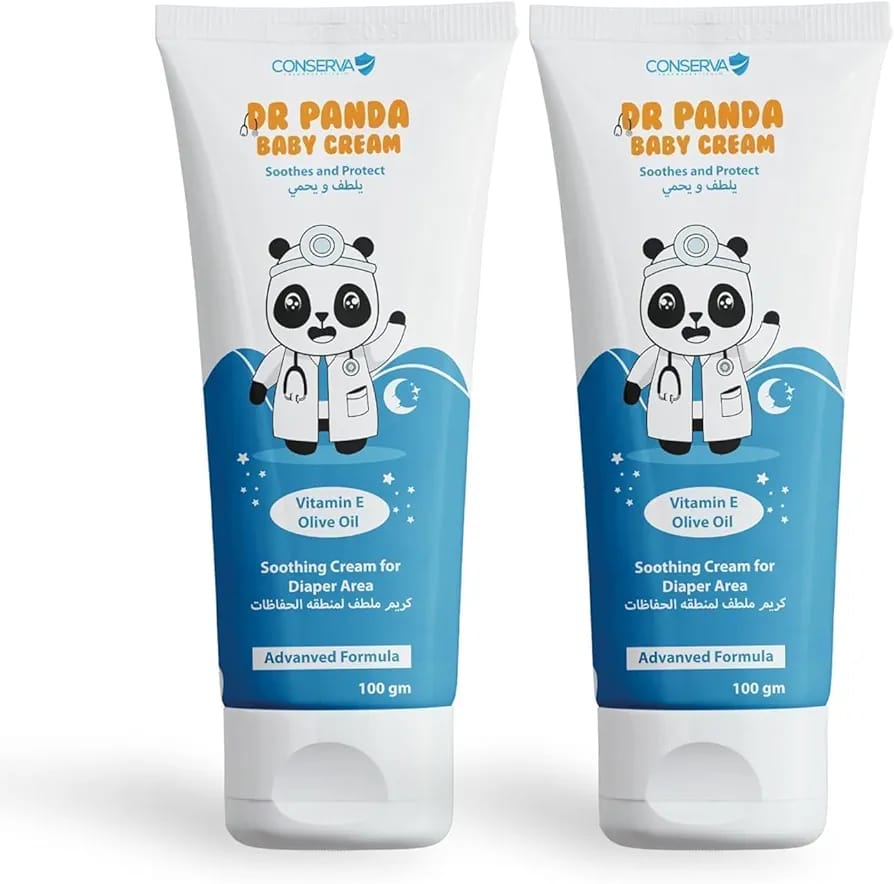 CONSERVA
DR PANDA
BABY CREAM
Soothes and Protect
يلطف و يحمي
Vitamin E
Olive Oil
Soothing Cream for
Diaper Area
كريم ملطف لمنطقه الحفاظات
Advanved Formula
100 gm
CONSERVA
DR PANDA
BABY CREAM
Soothes and Protect
يلطف و يحمي
Vitamin E
Olive Oil
Soothing Cream for
Diaper Area
كريم ملطف لمنطقه الحفاظات
Advanved Formula
100 gm